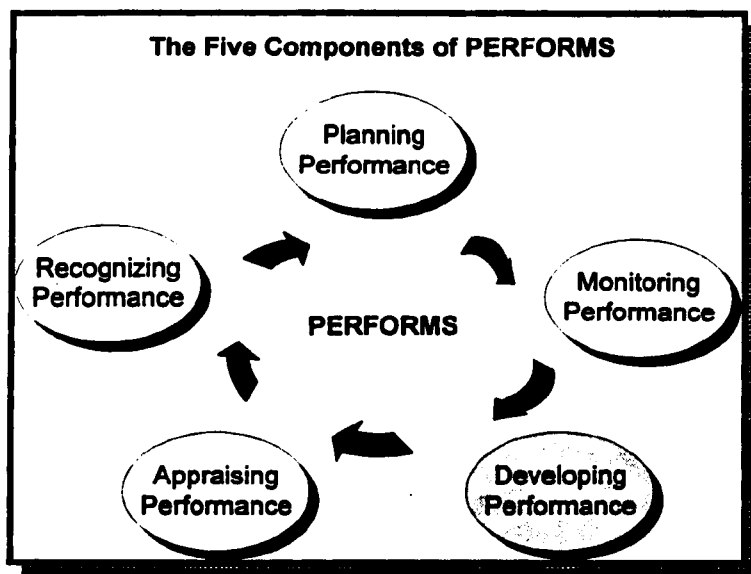 The Five Components of PERFORMS
Planning
Performance
Recognizing
Performance
Monitoring
Performance
PERFORMS
Appraising
Performance
Developing
Performance